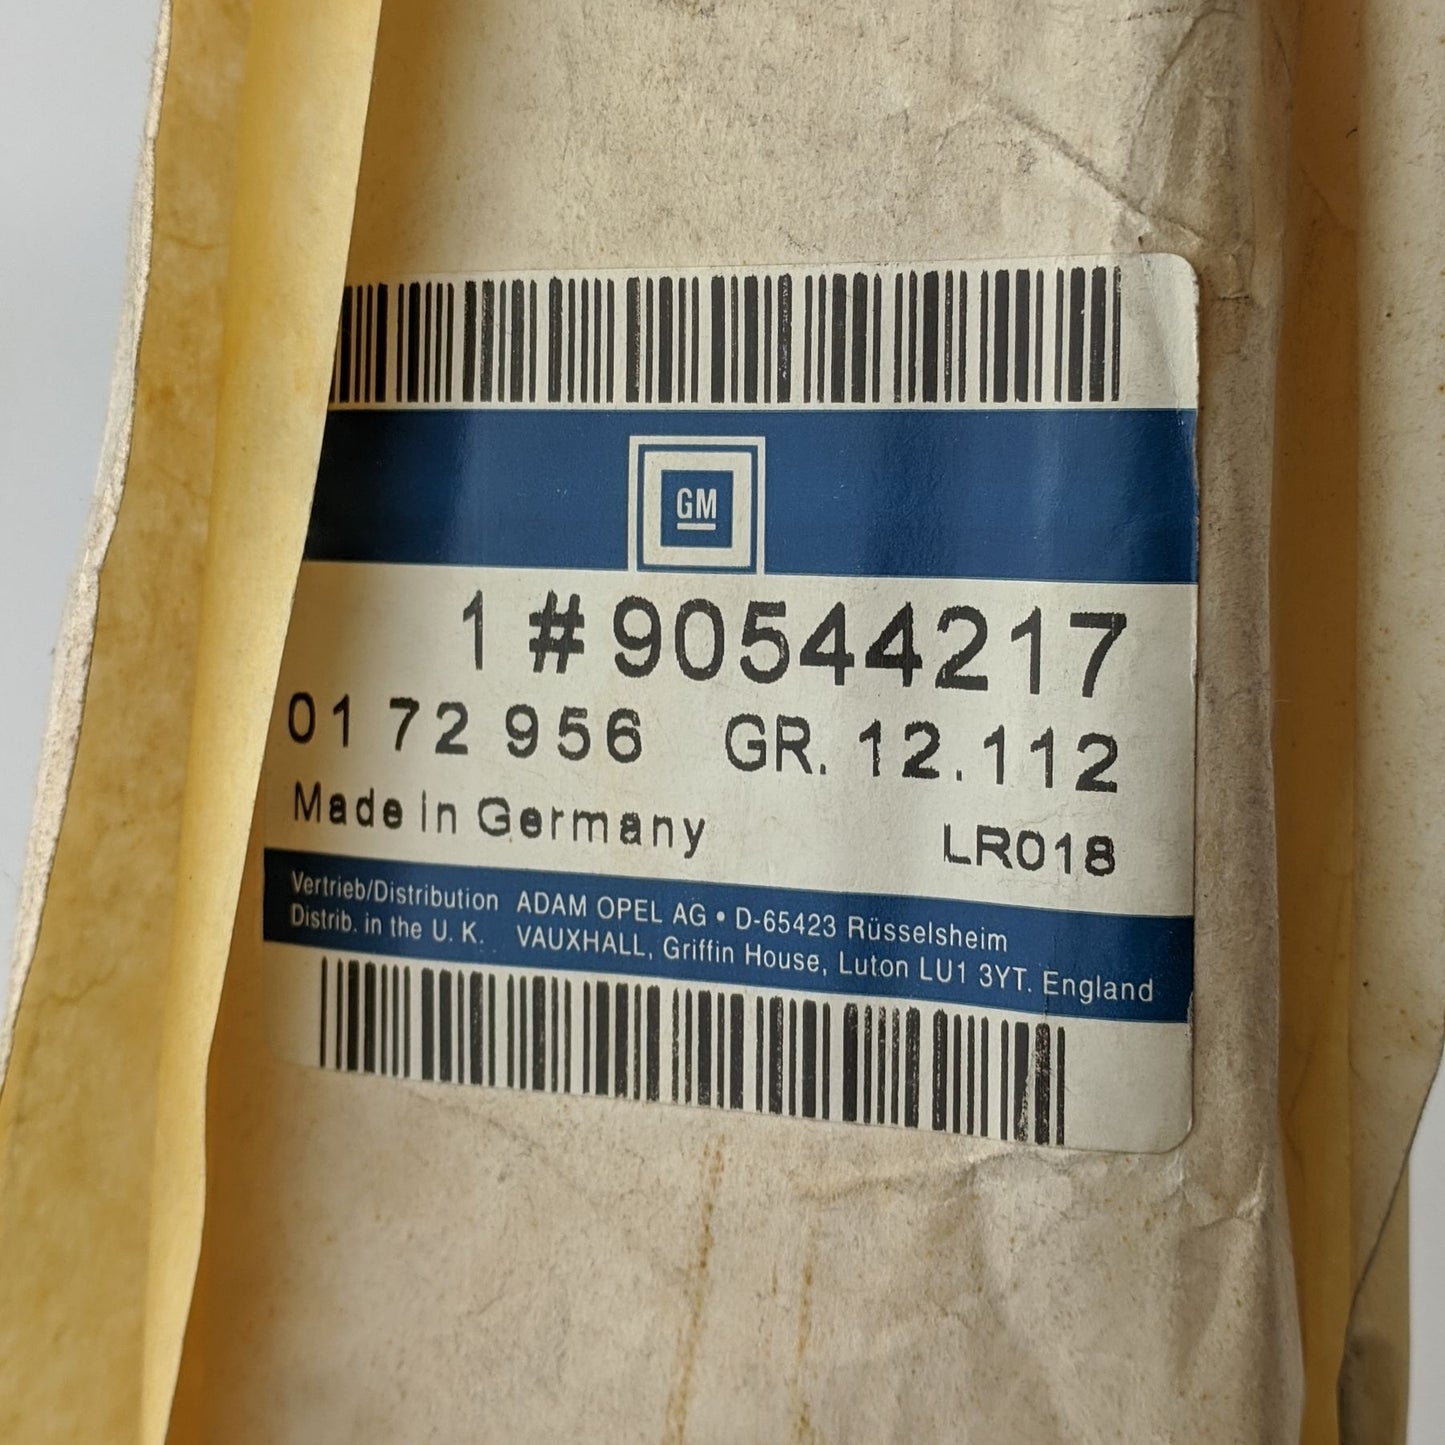 GM
1 #90544217
01 72 956 GR. 12.112
Made in Germany LR018
Vertrieb/Distribution ADAM OPEL AG • D-65423 Rüsselsheim
Distrib. in the U. K. VAUXHALL, Griffin House, Luton LU1 3YT. England